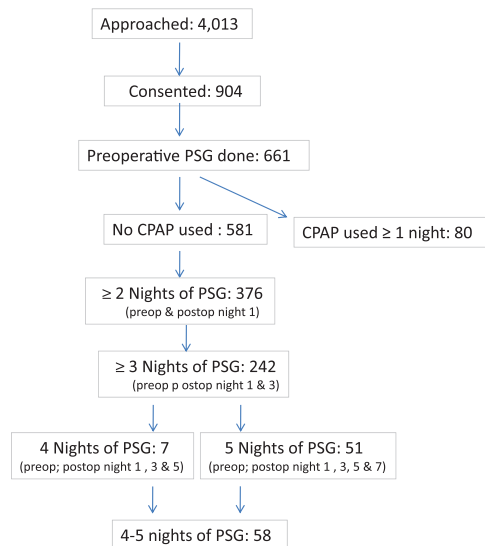 Approached: 4,013
Consented: 904
Preoperative PSG done: 661
No CPAP used : 581
CPAP used ≥ 1 night: 80
≥ 2 Nights of PSG: 376
(preop & postop night 1)
≥ 3 Nights of PSG: 242
(preop p ostop night 1 & 3)
4 Nights of PSG: 7
(preop; postop night 1 , 3 & 5)
5 Nights of PSG: 51
(preop; postop night 1 , 3, 5 & 7)
4-5 nights of PSG: 58